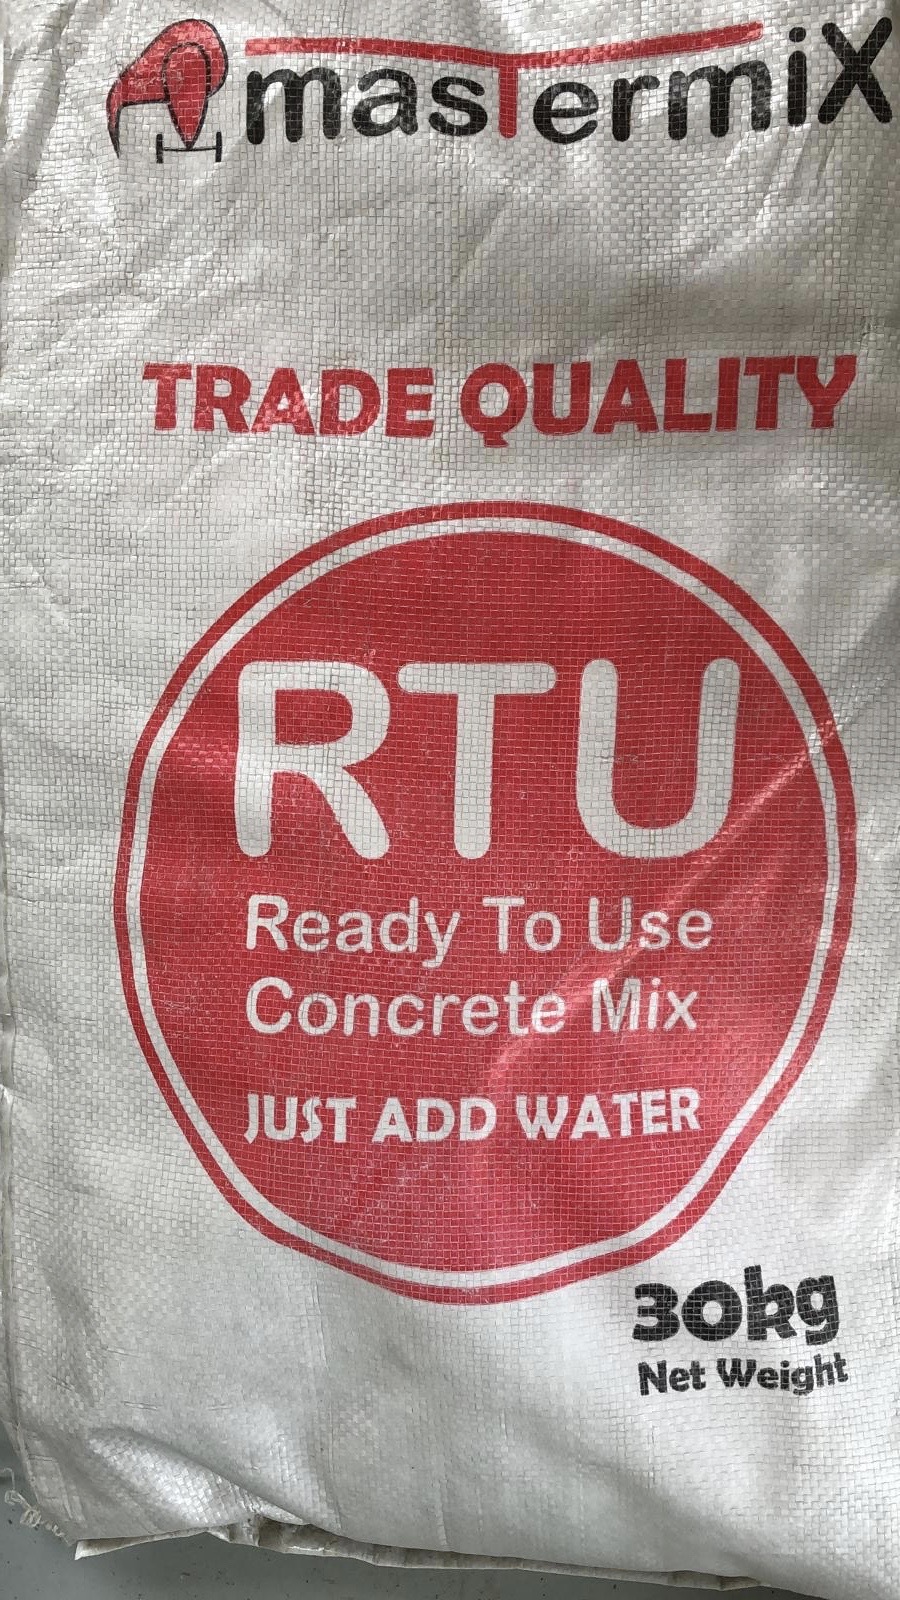 masTermiX
TRADE QUALITY
RTU
Ready To Use
Concrete Mix
JUST ADD WATER
30kg
Net Weight